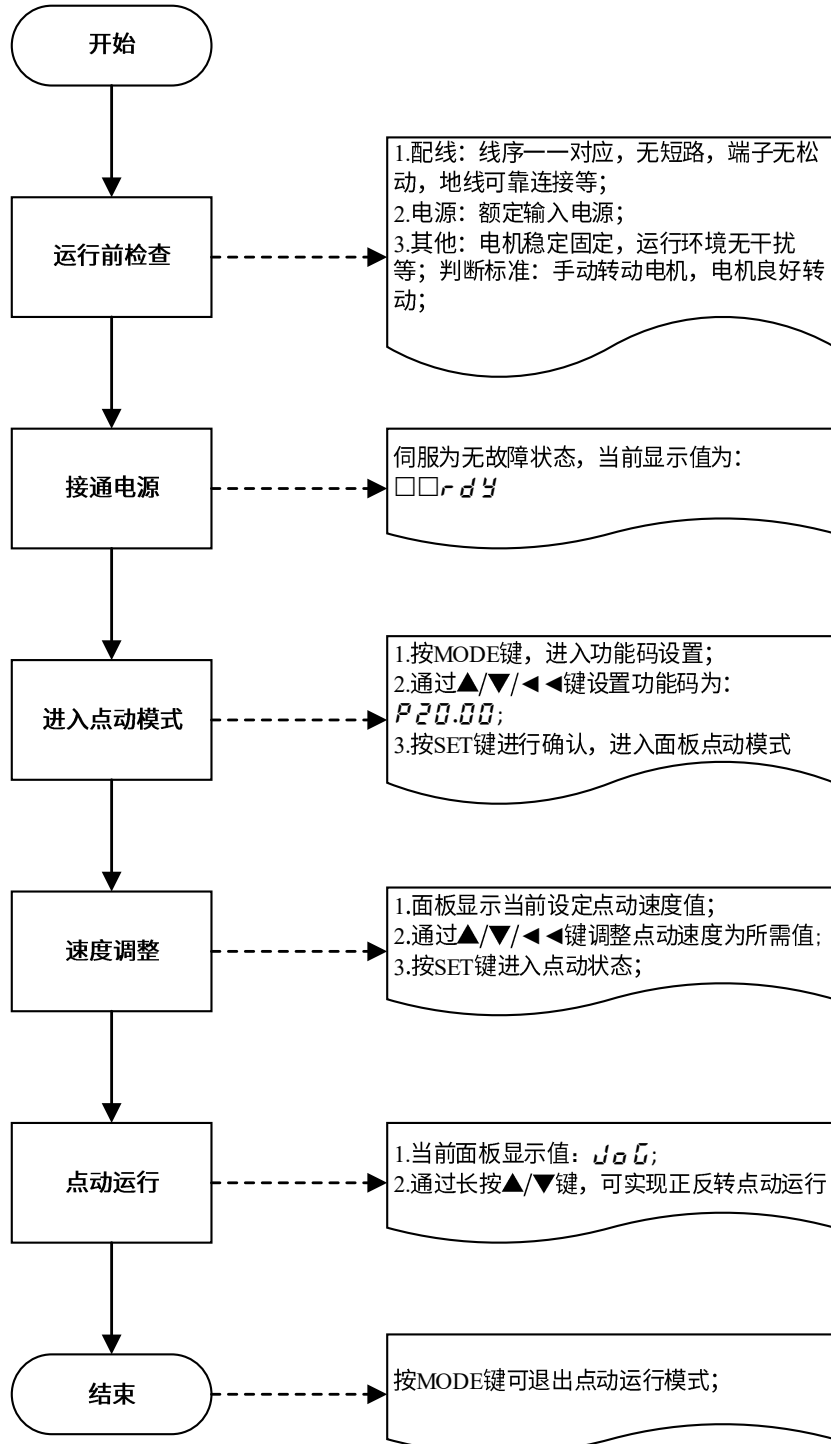 开始
运行前检查
1.配线：线序一一对应，无短路，端子无松
动，地线可靠连接等；
2.电源：额定输入电源；
3.其他：电机稳定固定，运行环境无干扰
等；判断标准：手动转动电机，电机良好转
动；
接通电源
伺服为无故障状态，当前显示值为：
□□rdy
进入点动模式
1.按MODE键，进入功能码设置；
2.通过▲/▼/◄◄键设置功能码为：
P20.00;
3.按SET键进行确认，进入面板点动模式
速度调整
1.面板显示当前设定点动速度值；
2.通过▲/▼/◄◄键调整点动速度为所需值;
3.按SET键进入点动状态；
点动运行
1.当前面板显示值：JoG;
2.通过长按▲/▼键，可实现正反转点动运行
结束
按MODE键可退出点动运行模式；